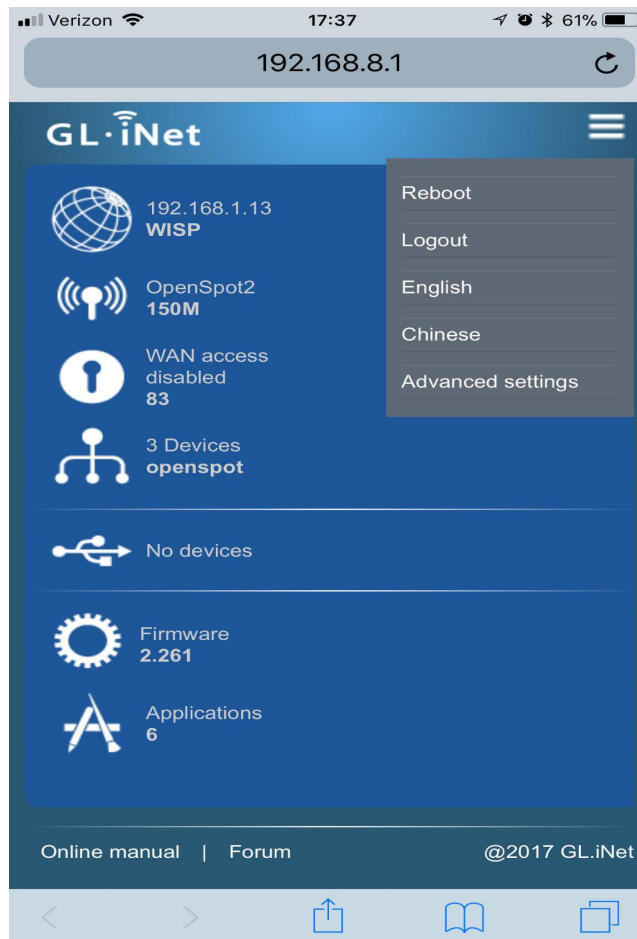 Verizon 17:37 61%
192.168.8.1
GL·iNet
192.168.1.13
WISP
OpenSpot2
150M
WAN access
disabled
83
3 Devices
openspot
No devices
Firmware
2.261
Applications
6
Reboot
Logout
English
Chinese
Advanced settings
Online manual | Forum @2017 GL.iNet